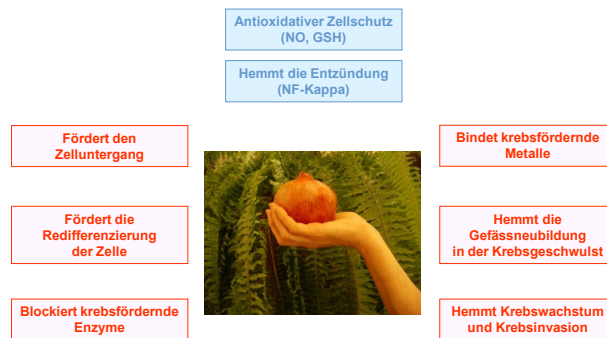 Antioxidativer Zellschutz
(NO, GSH)
Hemmt die Entzündung
(NF-Kappa)
Fördert den
Zelluntergang
Bindet krebsfördernde
Metalle
Fördert die
Redifferenzierung
der Zelle
Hemmt die
Gefässneubildung
in der Krebsgeschwulst
Blockiert krebsfördernde
Enzyme
Hemmt Krebswachstum
und Krebsinvasion